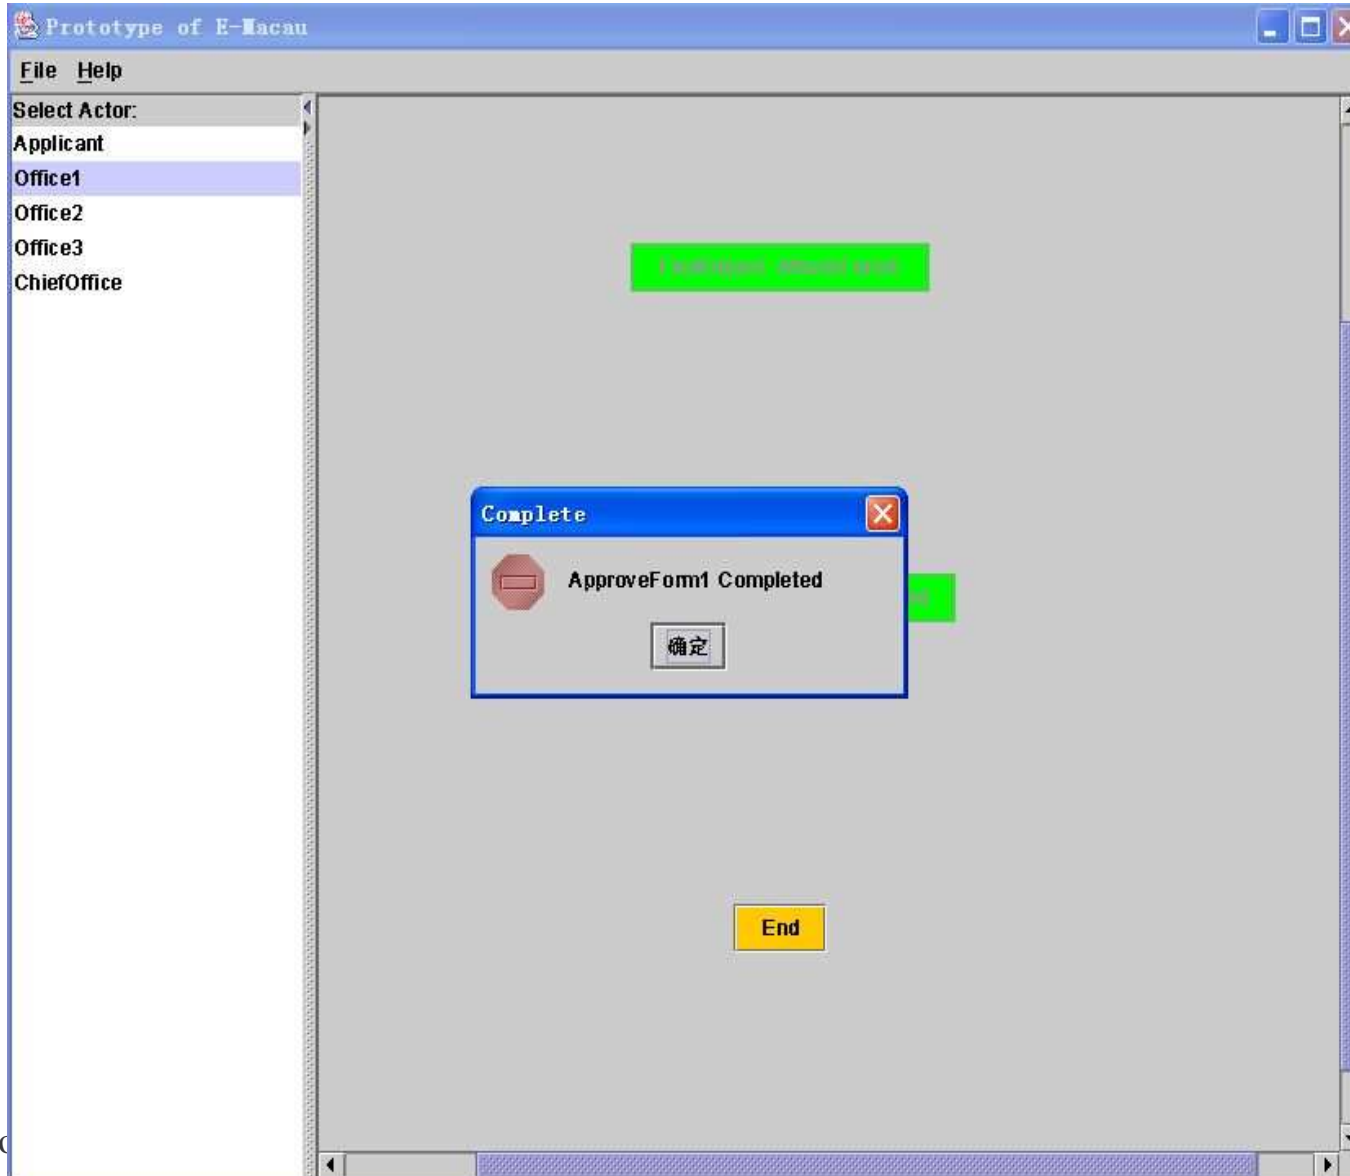 Prototype of E-Macau
File Help
Select Actor:
Applicant
Office1
Office2
Office3
ChiefOffice
Complete
ApproveForm1 Completed
确定
End